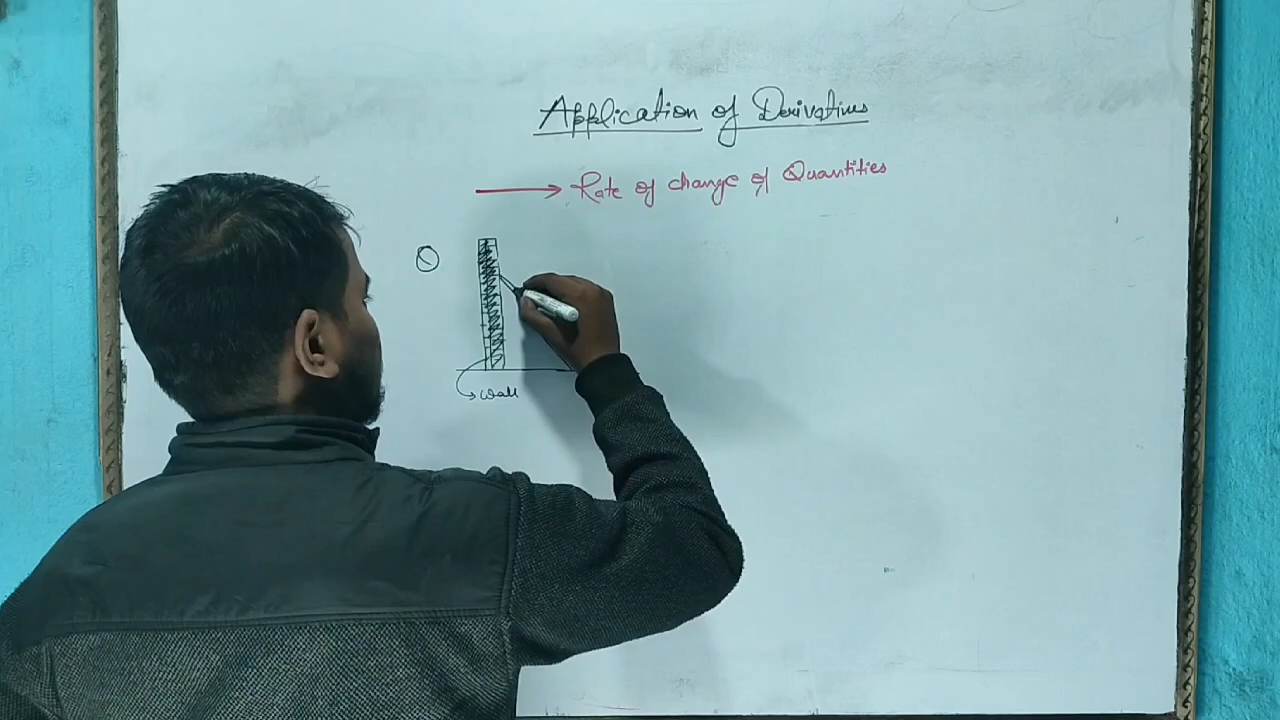 Application of Derivatives
→ Rate of change of Quantities
Q
wall